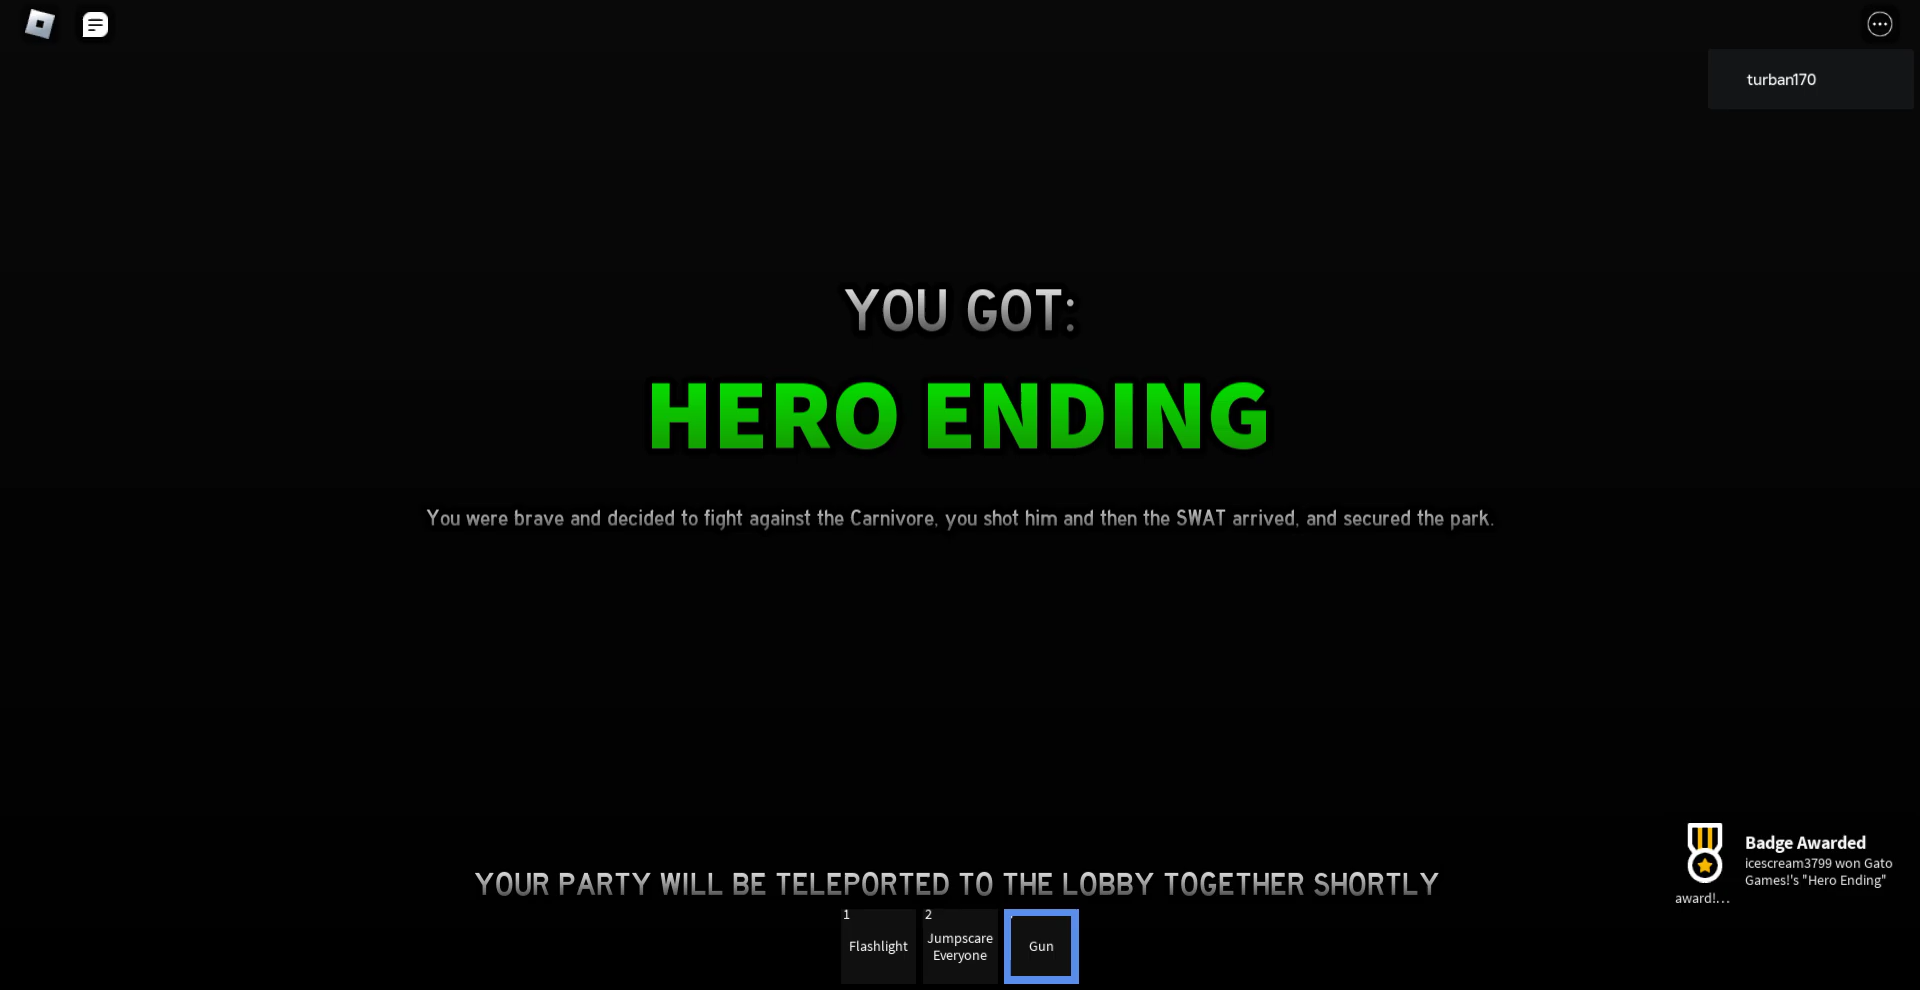 turban170
YOU GOT:
HERO ENDING
You were brave and decided to fight against the Carnivore, you shot him and then the SWAT arrived, and secured the park.
Badge Awarded
icescream3799 won Gato
Games!'s "Hero Ending"
award!...
YOUR PARTY WILL BE TELEPORTED TO THE LOBBY TOGETHER SHORTLY
1
Flashlight
2
Jumpscare
Everyone
Gun